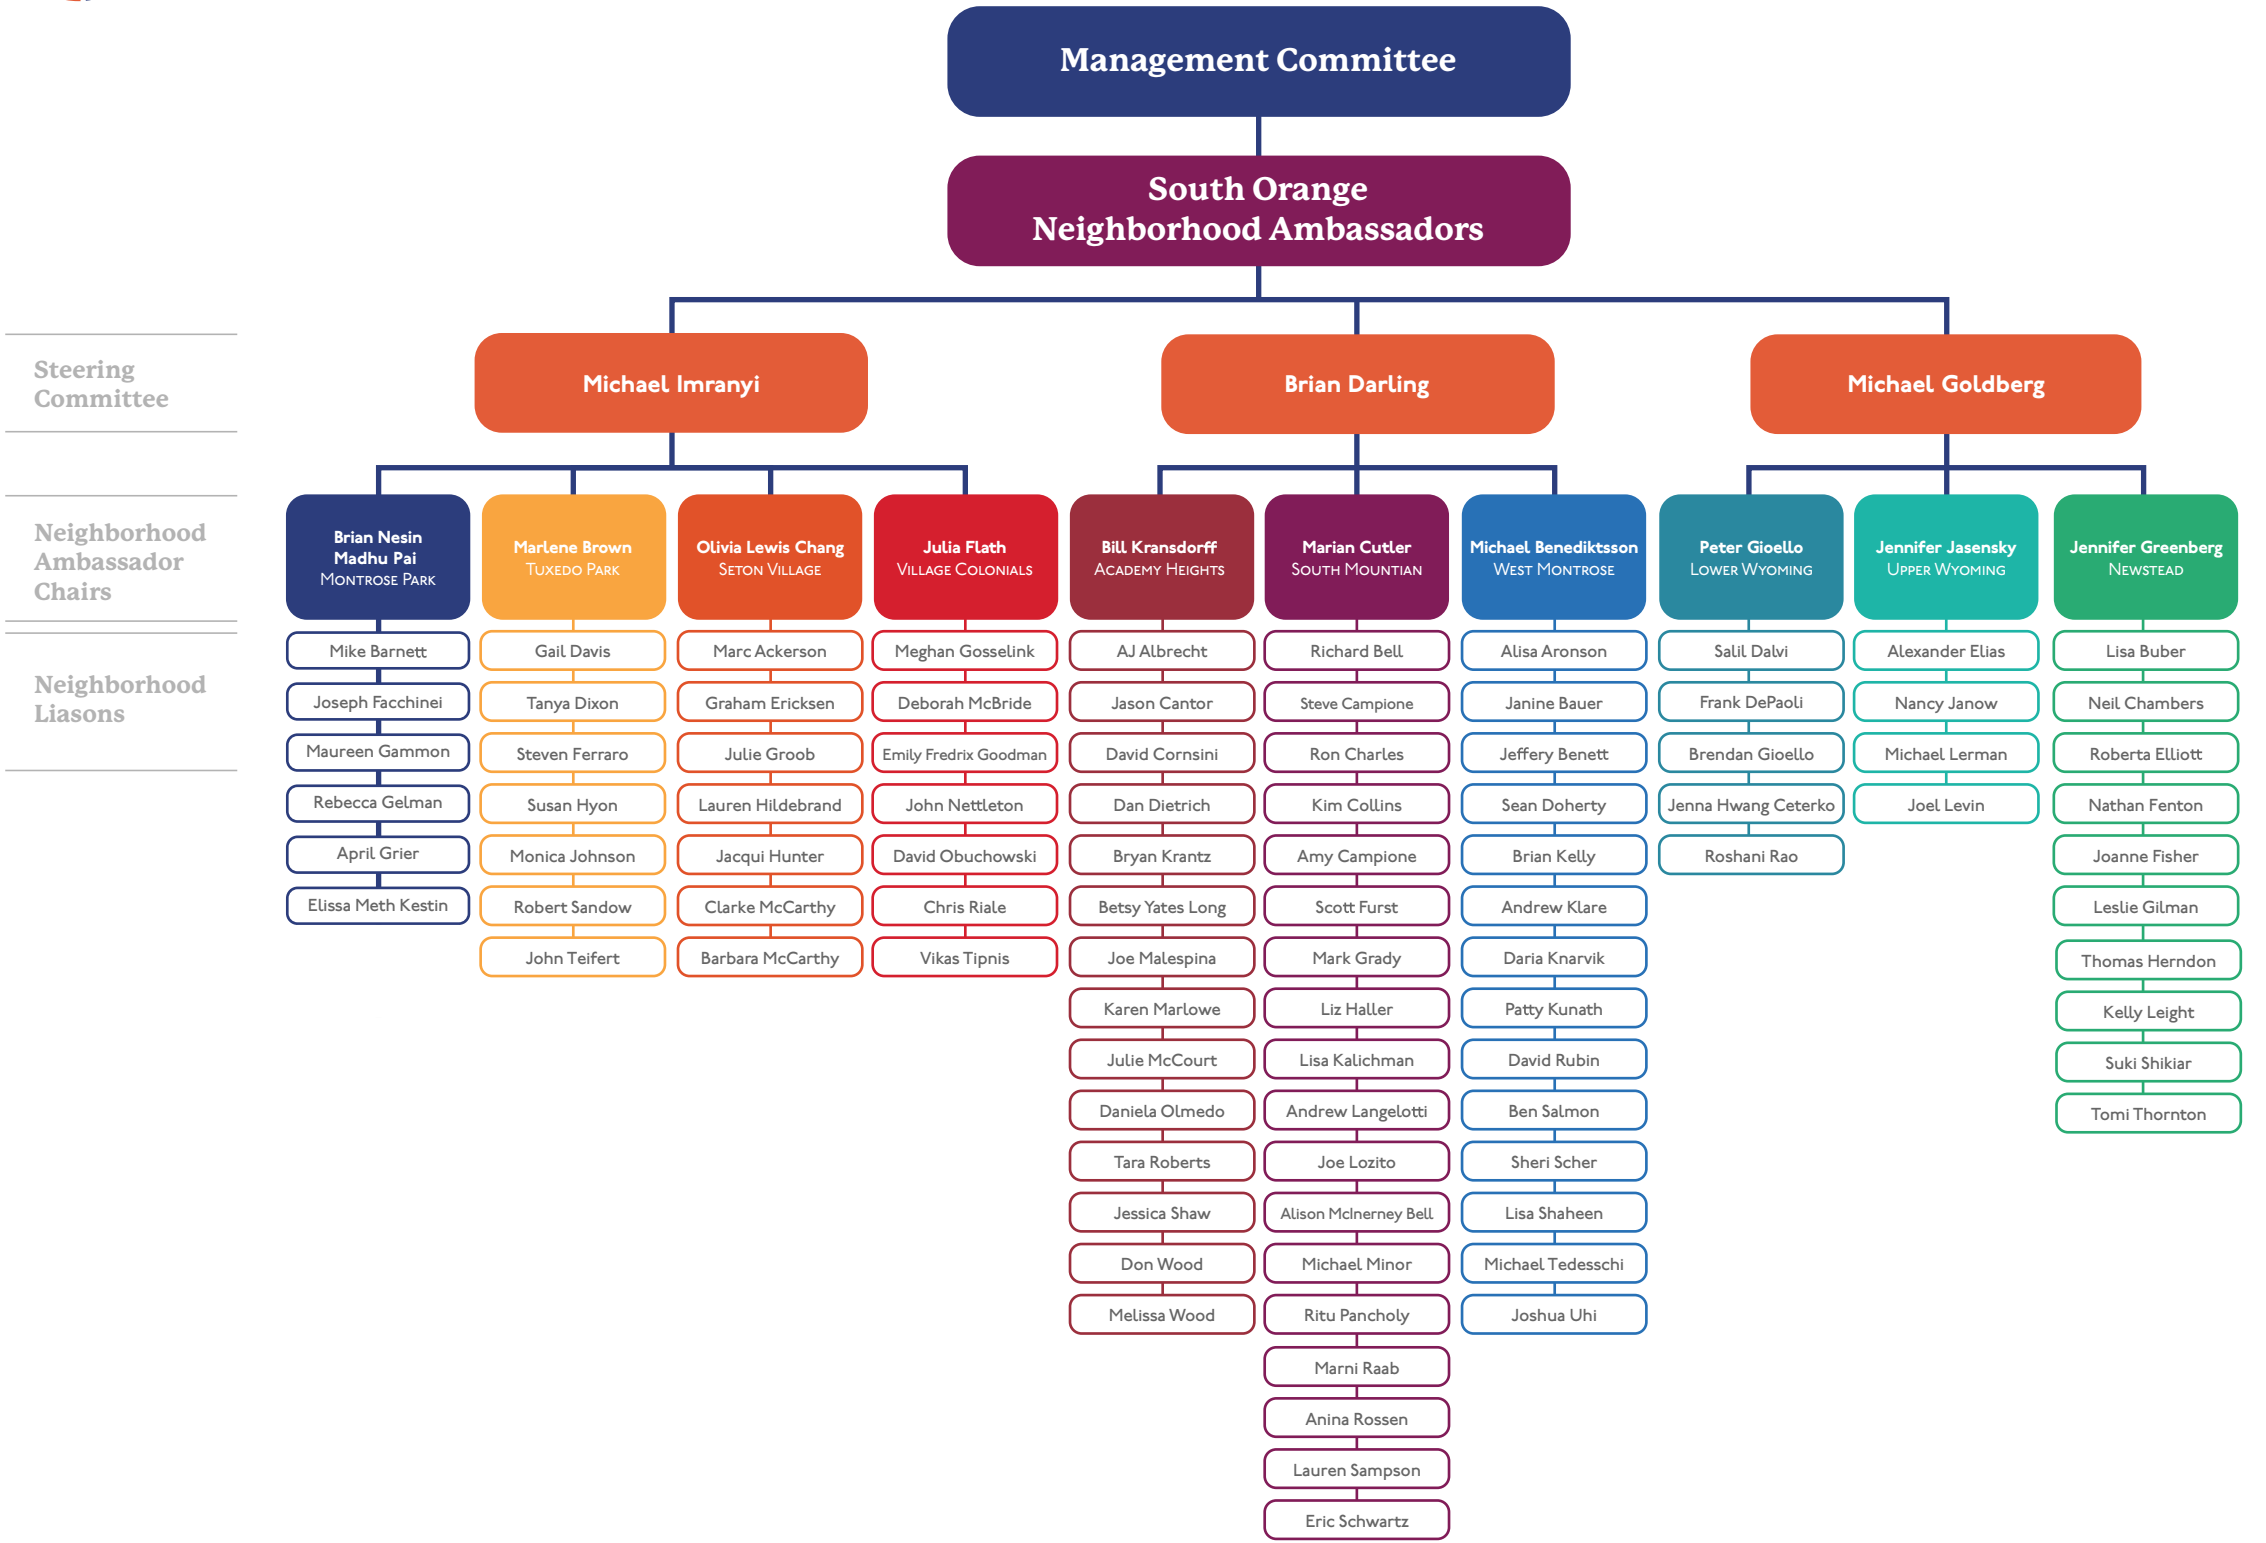 Management Committee
South Orange
Neighborhood Ambassadors
Steering
Committee
Michael Imranyi
Brian Darling
Michael Goldberg
Neighborhood
Ambassador
Chairs
Brian Nesin
Madhu Pai
Montrose Park
Marlene Brown
Tuxedo Park
Olivia Lewis Chang
Seton Village
Julia Flath
Village Colonials
Bill Kransdorff
Academy Heights
Marian Cutler
South Mountian
Michael Benediktsson
West Montrose
Peter Gioello
Lower Wyoming
Jennifer Jasensky
Upper Wyoming
Jennifer Greenberg
Newstead
Neighborhood
Liasons
Mike Barnett
Joseph Facchinei
Maureen Gammon
Rebecca Gelman
April Grier
Elissa Meth Kestin
Gail Davis
Tanya Dixon
Steven Ferraro
Susan Hyon
Monica Johnson
Robert Sandow
John Teifert
Marc Ackerson
Graham Ericksen
Julie Groob
Lauren Hildebrand
Jacqui Hunter
Clarke McCarthy
Barbara McCarthy
Meghan Gosselink
Deborah McBride
Emily Fredrix Goodman
John Nettleton
David Obuchowski
Chris Riale
Vikas Tipnis
AJ Albrecht
Jason Cantor
David Cornsini
Dan Dietrich
Bryan Krantz
Betsy Yates Long
Joe Malespina
Karen Marlowe
Julie McCourt
Daniela Olmedo
Tara Roberts
Jessica Shaw
Don Wood
Melissa Wood
Richard Bell
Steve Campione
Ron Charles
Kim Collins
Amy Campione
Scott Furst
Mark Grady
Liz Haller
Lisa Kalichman
Andrew Langelotti
Joe Lozito
Alison McInerney Bell
Michael Minor
Ritu Pancholy
Marni Raab
Anina Rossen
Lauren Sampson
Eric Schwartz
Alisa Aronson
Janine Bauer
Jeffery Benett
Sean Doherty
Brian Kelly
Andrew Klare
Daria Knarvik
Patty Kunath
David Rubin
Ben Salmon
Sheri Scher
Lisa Shaheen
Michael Tedesschi
Joshua Uhi
Salil Dalvi
Frank DePaoli
Brendan Gioello
Jenna Hwang Ceterko
Roshani Rao
Alexander Elias
Nancy Janow
Michael Lerman
Joel Levin
Lisa Buber
Neil Chambers
Roberta Elliott
Nathan Fenton
Joanne Fisher
Leslie Gilman
Thomas Herndon
Kelly Leight
Suki Shikiar
Tomi Thornton